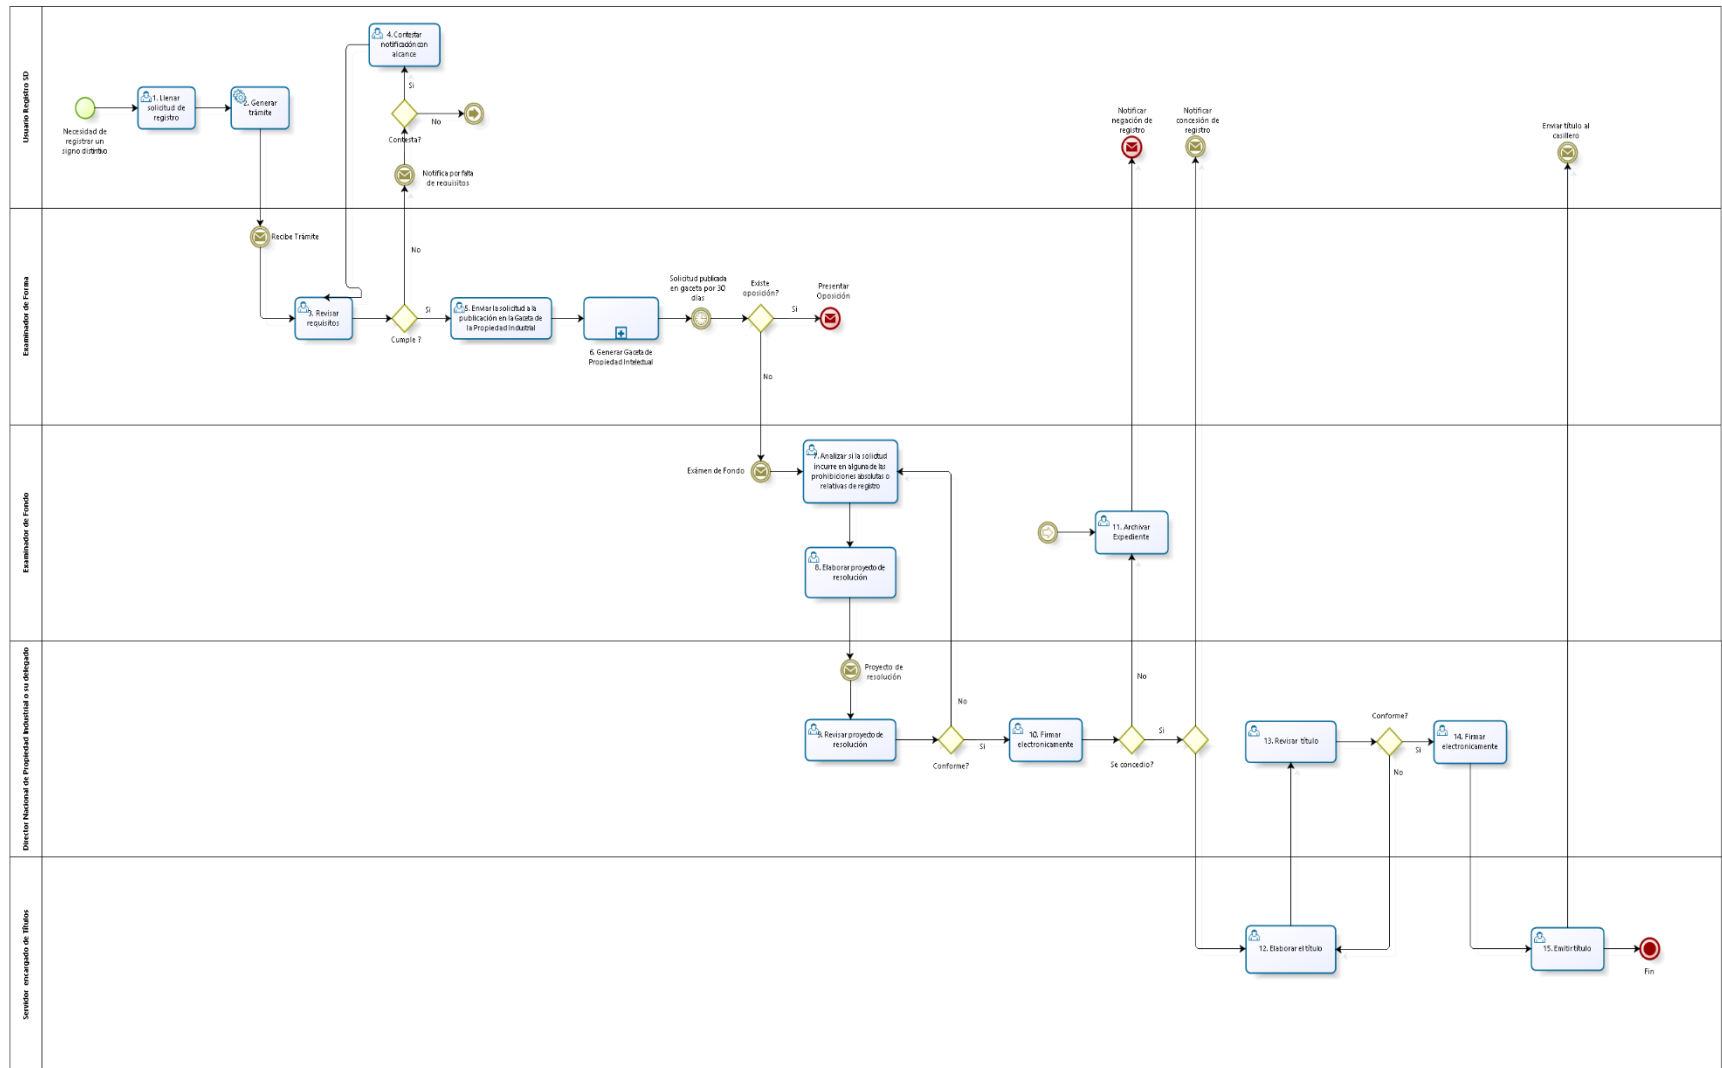 Usuario Registro SD
Necesidad de
registrar un
signo distintivo
1. Llenar
solicitud de
registro
2. Generar
trámite
4. Contestar
notificación con
alcance
Si
Contesta?
No
Notifica por falta
de requisitos
Notificar
negación de
registro
Notificar
concesión de
registro
Enviar título al
casillero
Examinador de Forma
Recibe Trámite
3. Revisar
requisitos
No
Cumple ?
Si
5. Enviar la solicitud a la
publicación en la Gaceta de
la Propiedad Industrial
6. Generar Gaceta de
Propiedad Intelectual
Solicitud publicada
en gaceta por 30
días
Existe
oposición?
Si
Presentar
Oposición
No
Examinador de Fondo
Exámen de Fondo
7. Analizar si la solicitud
incurre en alguna de las
prohibiciones absolutas o
relativas de registro
8. Elaborar proyecto de
resolución
11. Archivar
Expediente
Director Nacional de Propiedad Industrial o su delegado
Proyecto de
resolución
9. Revisar proyecto de
resolución
No
Conforme?
Si
10. Firmar
electronicamente
No
Se concedio?
Si
13. Revisar título
Conforme?
Si
No
14. Firmar
electronicamente
Servidor encargado de Títulos
12. Elaborar el título
15. Emitir título
Fin